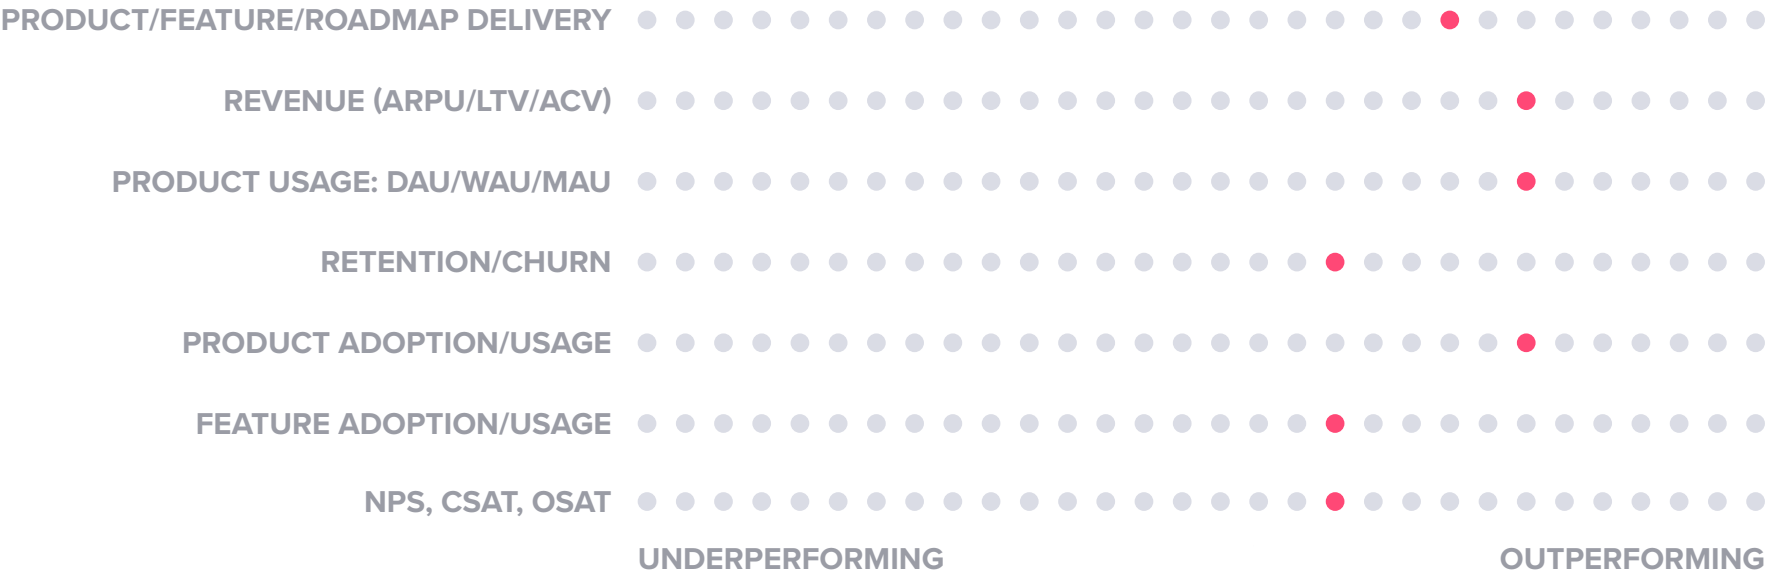 PRODUCT/FEATURE/ROADMAP DELIVERY
REVENUE (ARPU/LTV/ACV)
PRODUCT USAGE: DAU/WAU/MAU
RETENTION/CHURN
PRODUCT ADOPTION/USAGE
FEATURE ADOPTION/USAGE
NPS, CSAT, OSAT
UNDERPERFORMING OUTPERFORMING